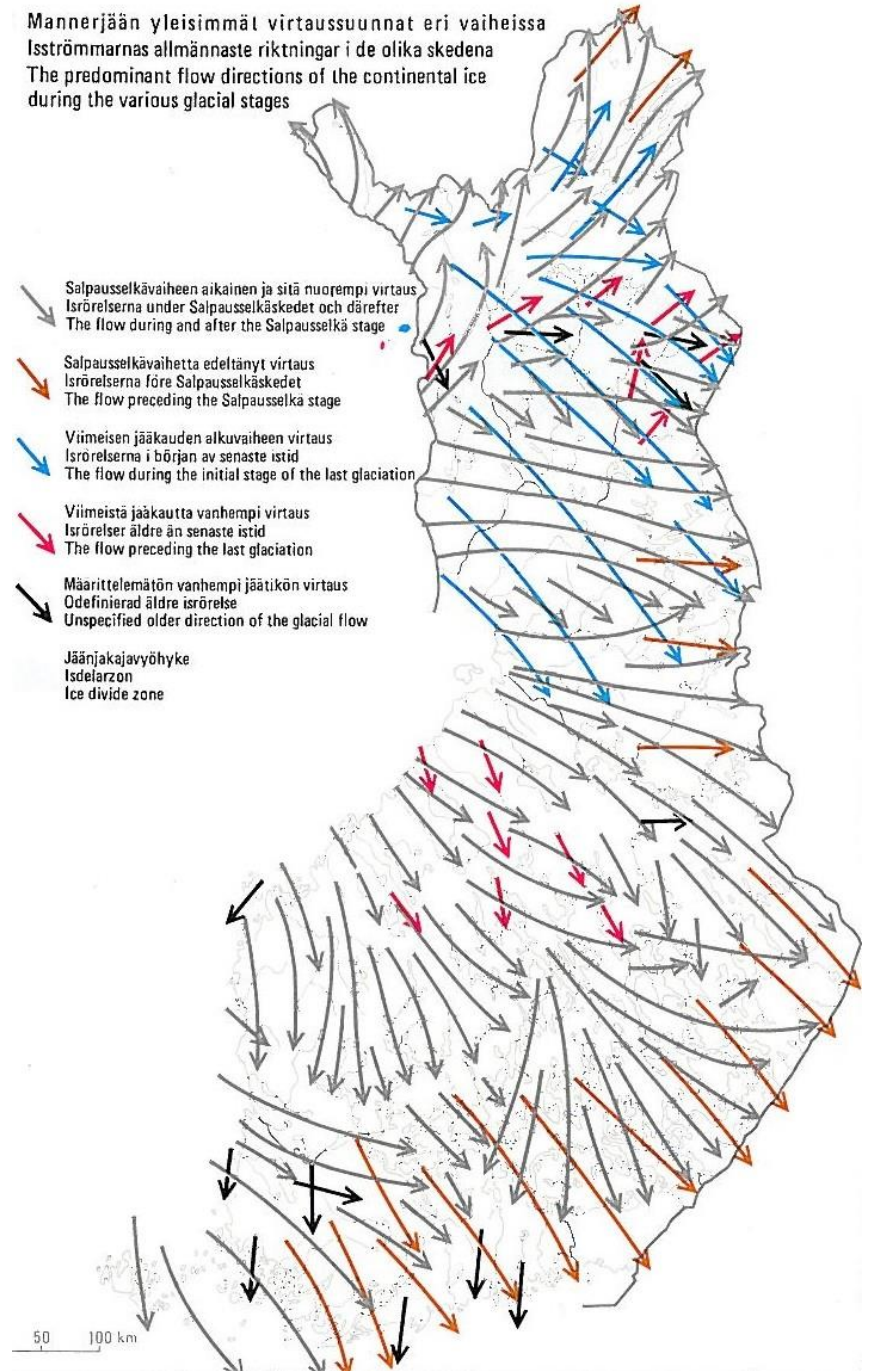 Mannerjään yleisimmät virtaussuunnat eri vaiheissa
Isströmmarnas allmännaste riktningar i de olika skedena
The predominant flow directions of the continental ice
during the various glacial stages
Salpausselkävaiheen aikainen ja sitä nuorempi virtaus
Isrörelserna under Salpausselkäskedet och därefter
The flow during and after the Salpausselkä stage
Salpausselkävaihetta edeltänyt virtaus
Isrörelserna före Salpausselkäskedet
The flow preceding the Salpausselkä stage
Viimeisen jääkauden alkuvaiheen virtaus
Isrörelserna i början av senaste istid
The flow during the initial stage of the last glaciation
Viimeistä jääkautta vanhempi virtaus
Isrörelser äldre än senaste istid
The flow preceding the last glaciation
Määrittelemätön vanhempi jäätikön virtaus
Odefinierad äldre isrörelse
Unspecified older direction of the glacial flow
Jäänjakajavyöhyke
Isdelarzon
Ice divide zone
50 100 km